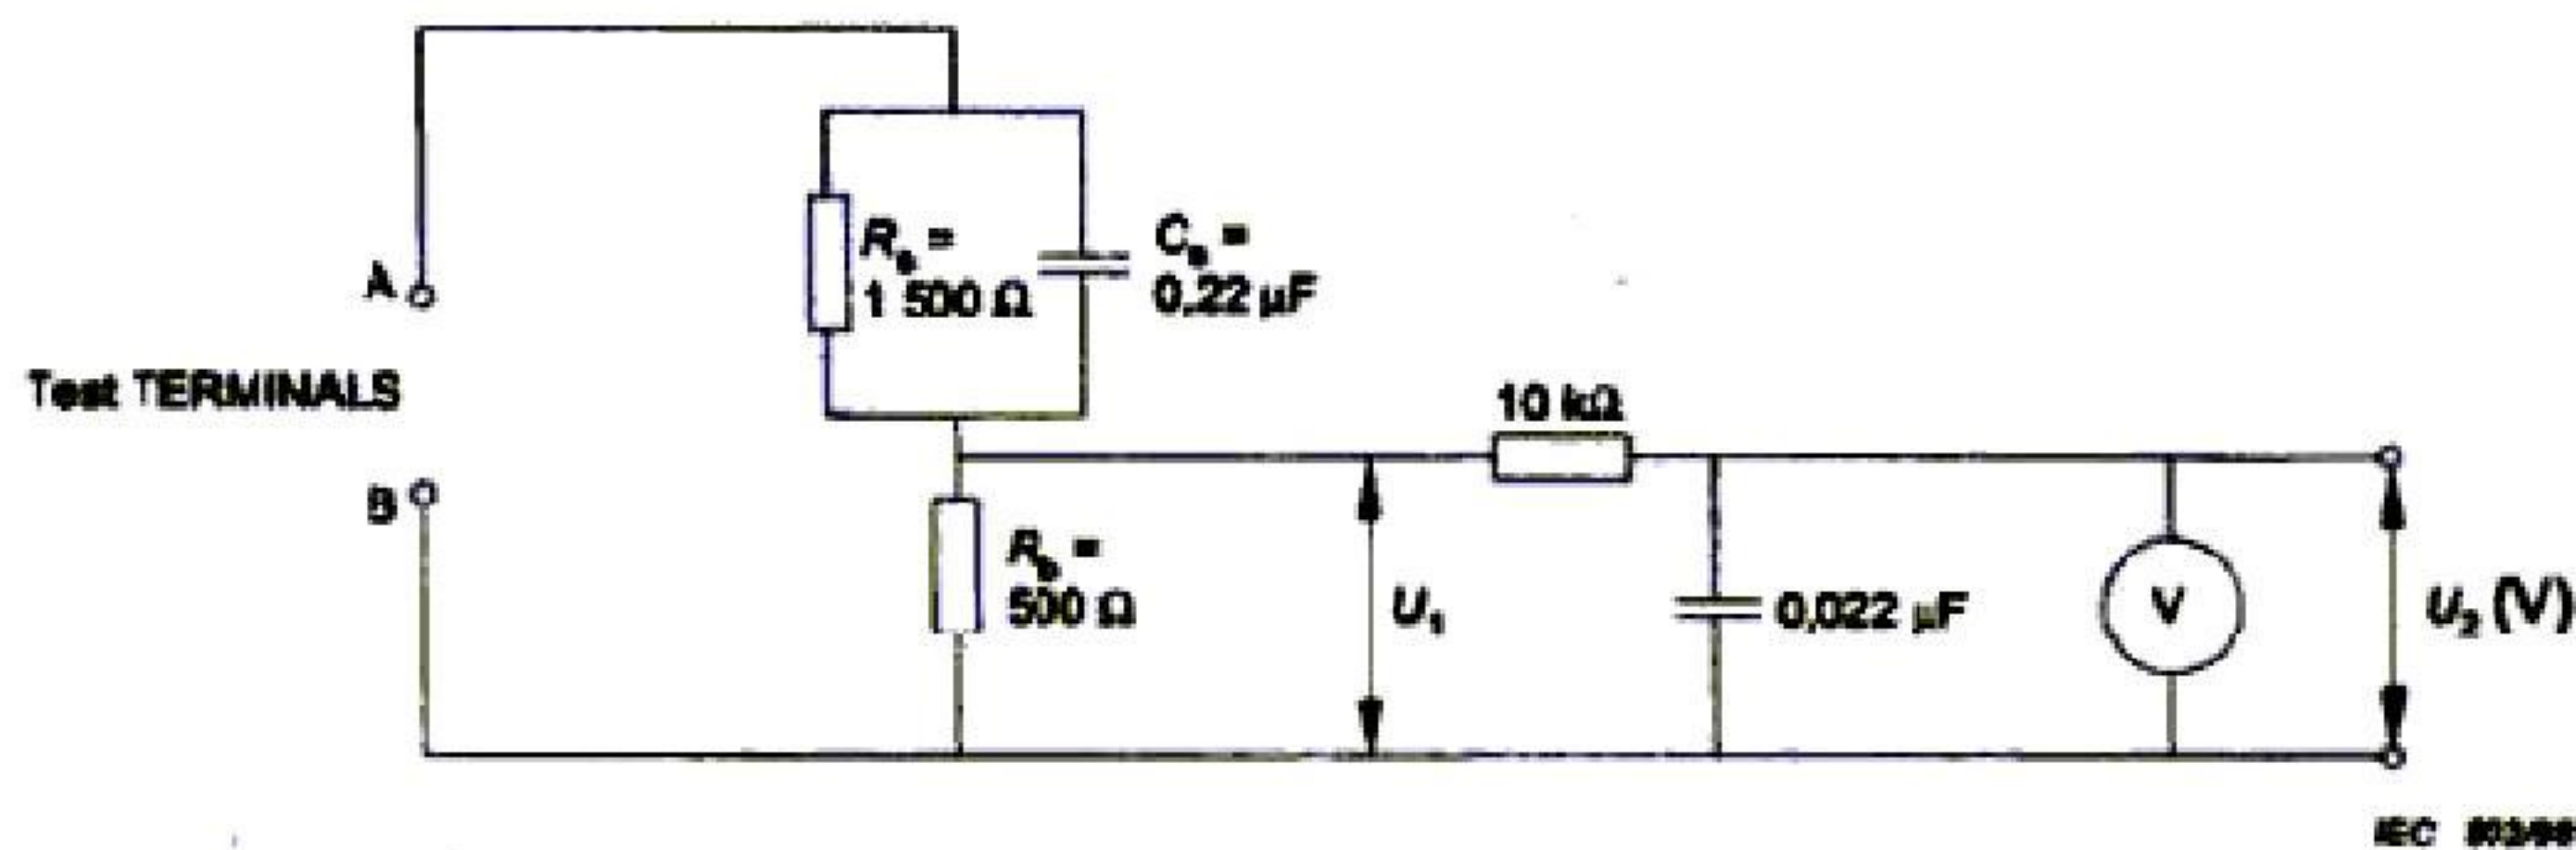 A
Test TERMINALS
B
Rs =
1 500 Ω
Cs =
0,22 µF
10 kΩ
RB =
500 Ω
U1
0,022 µF
V
U2 (V)
IEC